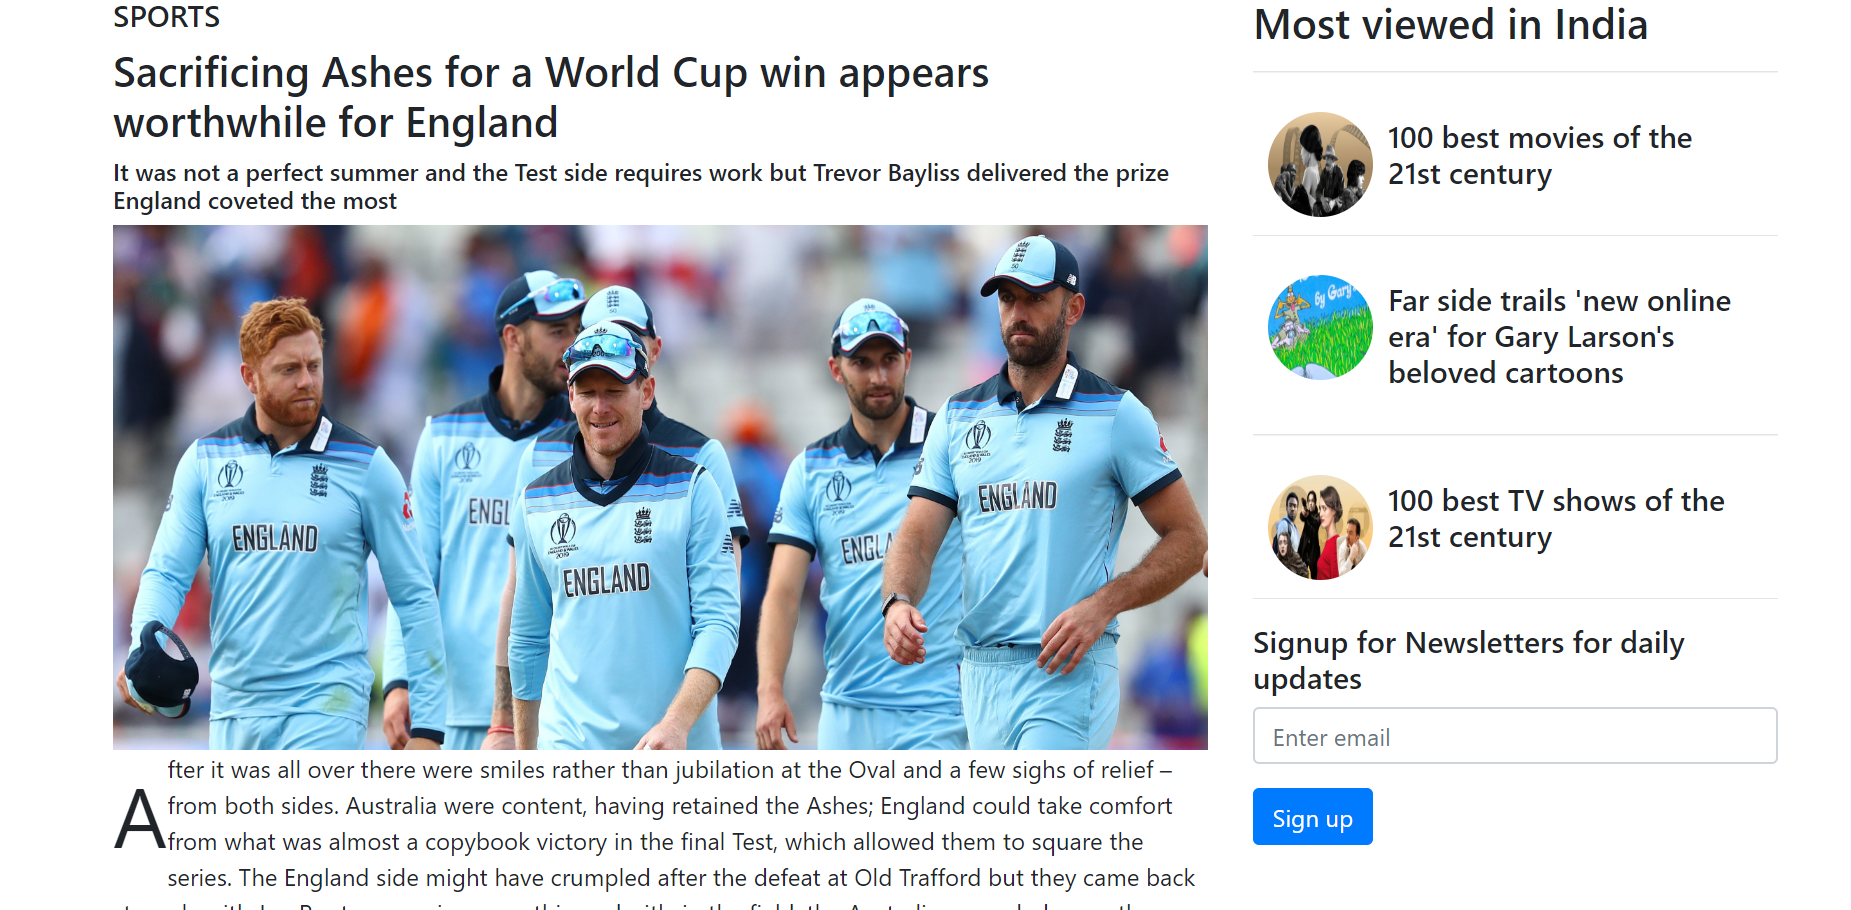 SPORTS
Sacrificing Ashes for a World Cup win appears
worthwhile for England
It was not a perfect summer and the Test side requires work but Trevor Bayliss delivered the prize
England coveted the most
ENGLAND
ENGL
ENGLAND
ENGLA
ENGLAND
2019
2019
2019
After it was all over there were smiles rather than jubilation at the Oval and a few sighs of relief –
from both sides. Australia were content, having retained the Ashes; England could take comfort
from what was almost a copybook victory in the final Test, which allowed them to square the
series. The England side might have crumpled after the defeat at Old Trafford but they came back
Most viewed in India
100 best movies of the
21st century
by Gary
Far side trails 'new online
era' for Gary Larson's
beloved cartoons
100 best TV shows of the
21st century
Signup for Newsletters for daily
updates
Enter email
Sign up